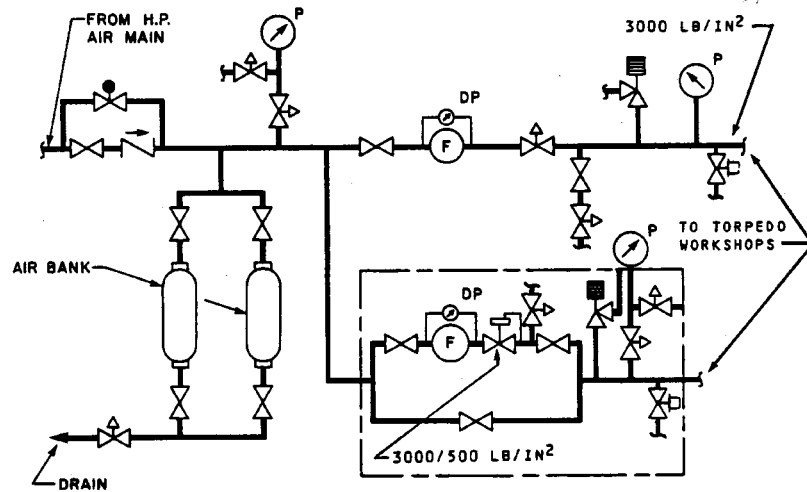 FROM H.P.
AIR MAIN
P
3000 LB/IN²
P
DP
F
TO TORPEDO
WORKSHOPS
P
AIR BANK
DP
F
3000/500 LB/IN²
DRAIN